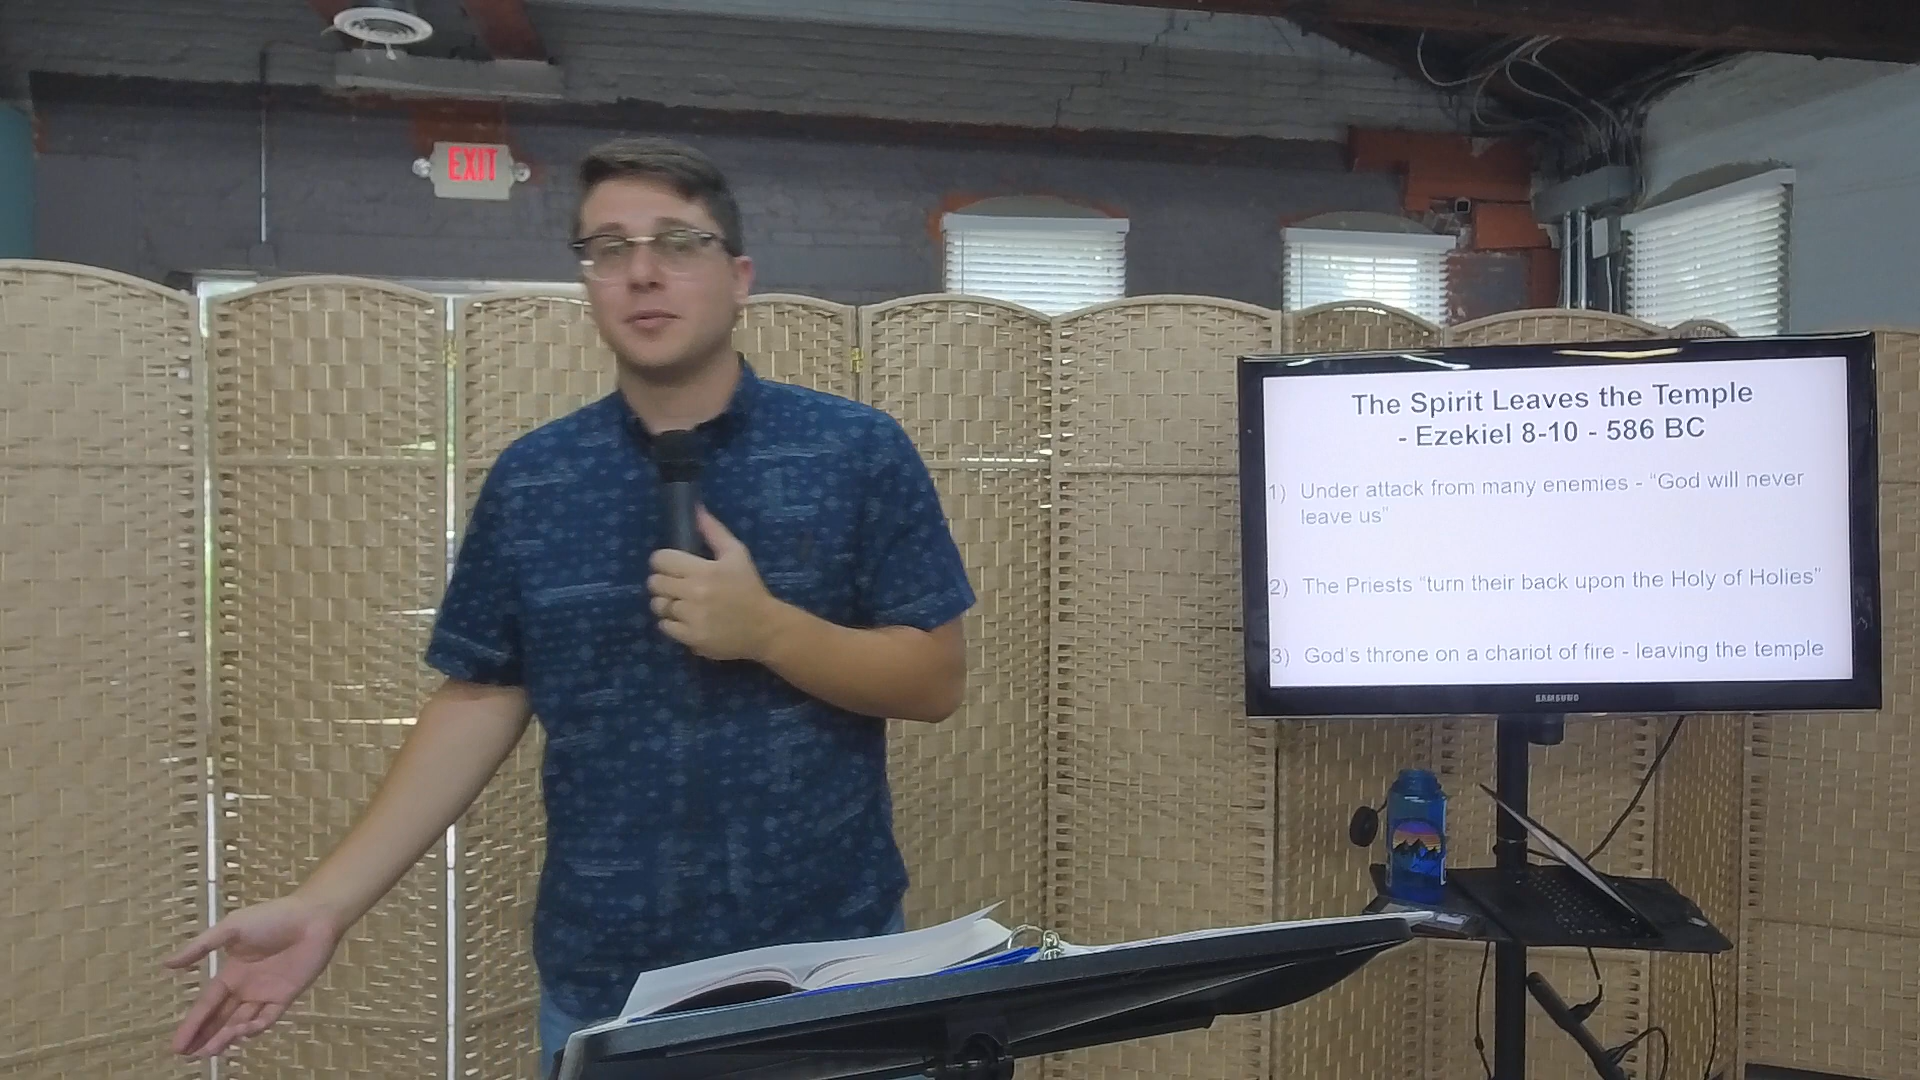 EXIT
The Spirit Leaves the Temple
- Ezekiel 8-10 - 586 BC
1) Under attack from many enemies - “God will never
leave us”
2) The Priests “turn their back upon the Holy of Holies”
3) God's throne on a chariot of fire - leaving the temple
SAMSUNG